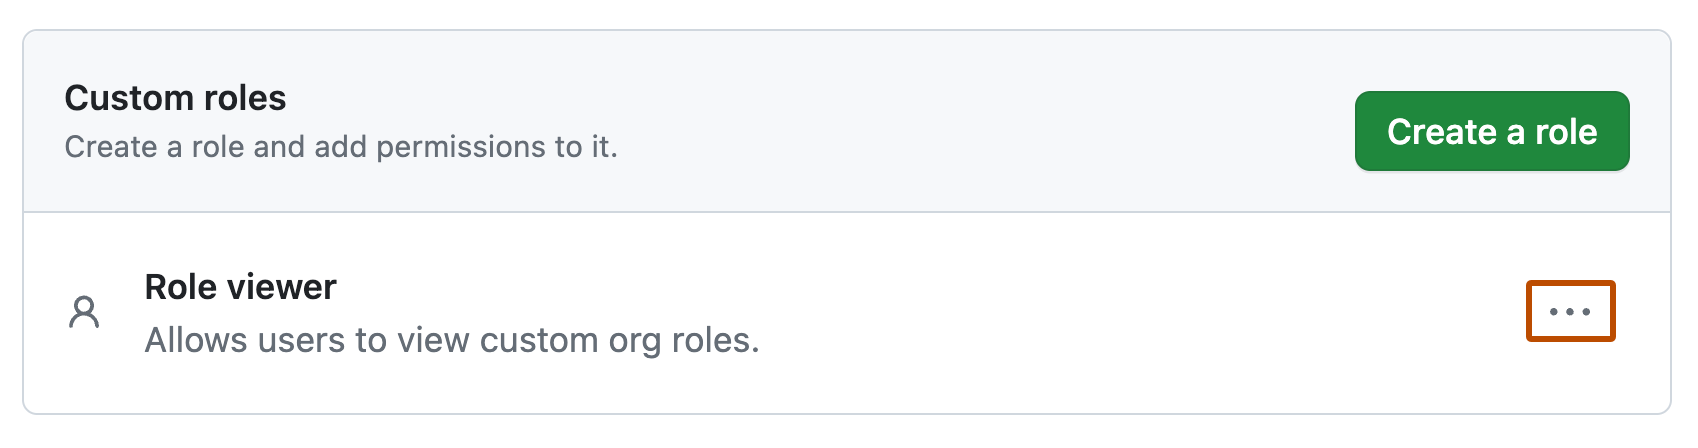 Custom roles
Create a role and add permissions to it.
Create a role
Role viewer
Allows users to view custom org roles.